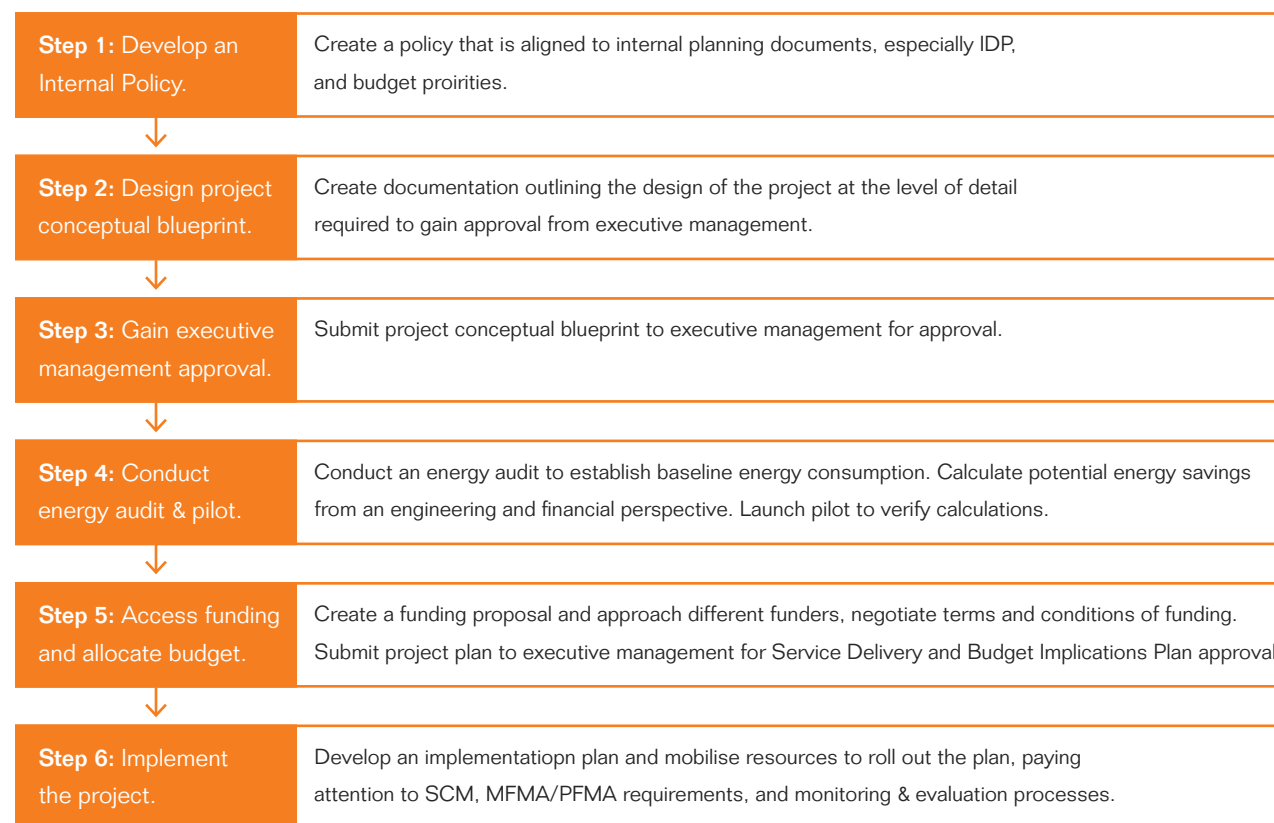 Step 1: Develop an
Internal Policy.
Create a policy that is aligned to internal planning documents, especially IDP,
and budget proirities.
Step 2: Design project
conceptual blueprint.
Create documentation outlining the design of the project at the level of detail
required to gain approval from executive management.
Step 3: Gain executive
management approval.
Submit project conceptual blueprint to executive management for approval.
Step 4: Conduct
energy audit & pilot.
Conduct an energy audit to establish baseline energy consumption. Calculate potential energy savings
from an engineering and financial perspective. Launch pilot to verify calculations.
Step 5: Access funding
and allocate budget.
Create a funding proposal and approach different funders, negotiate terms and conditions of funding.
Submit project plan to executive management for Service Delivery and Budget Implications Plan approval
Step 6: Implement
the project.
Develop an implementatiopn plan and mobilise resources to roll out the plan, paying
attention to SCM, MFMA/PFMA requirements, and monitoring & evaluation processes.